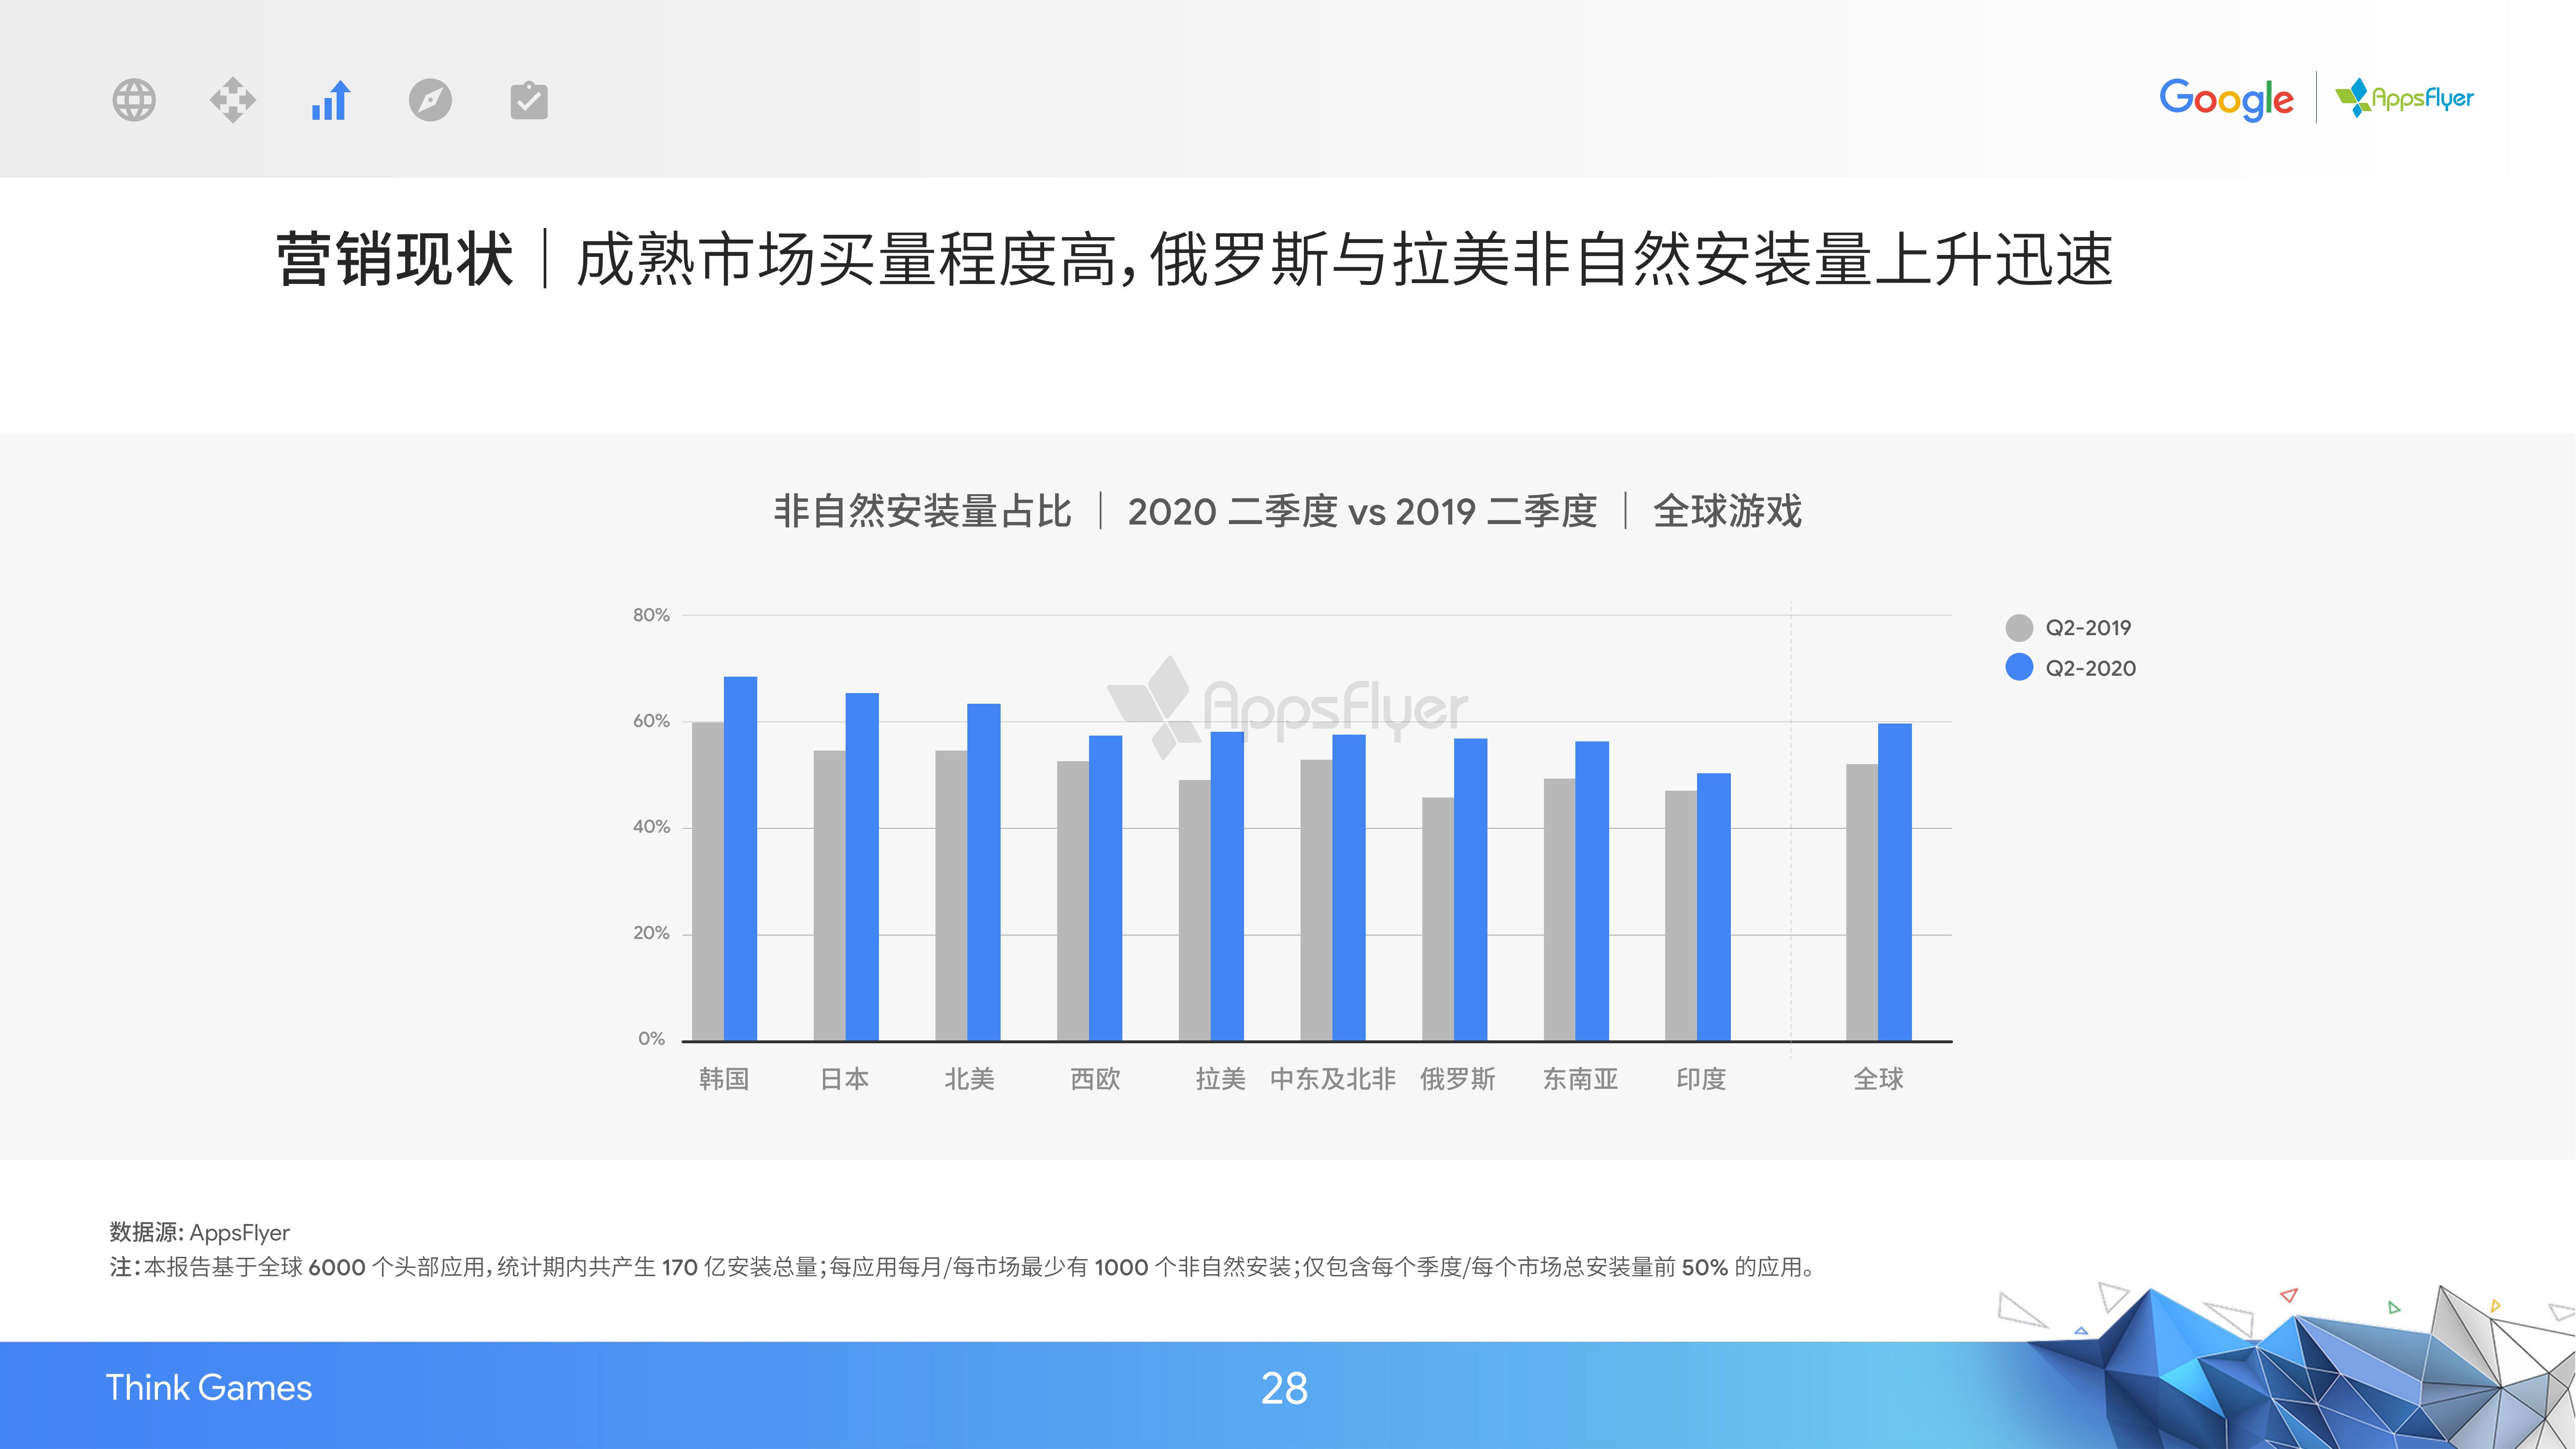 Google | AppsFlyer
营销现状｜成熟市场买量程度高，俄罗斯与拉美非自然安装量上升迅速
非自然安装量占比 ｜ 2020 二季度 vs 2019 二季度 ｜ 全球游戏
80%
60%
40%
20%
0%
AppsFlyer
Q2-2019
Q2-2020
韩国 日本 北美 西欧 拉美 中东及北非 俄罗斯 东南亚 印度 全球
数据源: AppsFlyer
注：本报告基于全球 6000 个头部应用，统计期内共产生 170 亿安装总量；每应用每月/每市场最少有 1000 个非自然安装；仅包含每个季度/每个市场总安装量前 50% 的应用。
Think Games
28